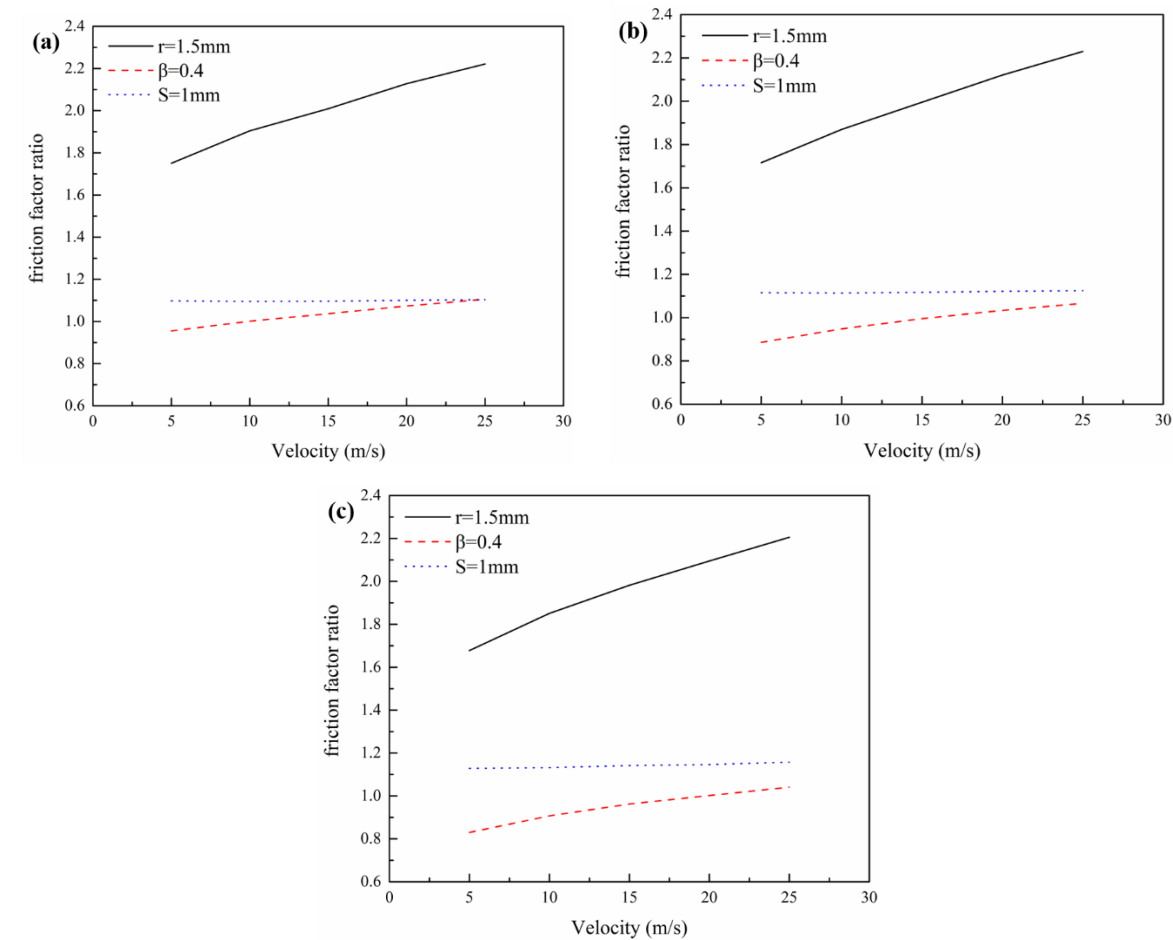 (a)
r=1.5mm
β=0.4
S=1mm
friction factor ratio
2.4
2.2
2.0
1.8
1.6
1.4
1.2
1.0
0.8
0.6
0 5 10 15 20 25 30
Velocity (m/s)
(b)
r=1.5mm
β=0.4
S=1mm
friction factor ratio
2.4
2.2
2.0
1.8
1.6
1.4
1.2
1.0
0.8
0.6
0 5 10 15 20 25 30
Velocity (m/s)
(c)
r=1.5mm
β=0.4
S=1mm
friction factor ratio
2.4
2.2
2.0
1.8
1.6
1.4
1.2
1.0
0.8
0.6
0 5 10 15 20 25 30
Velocity (m/s)